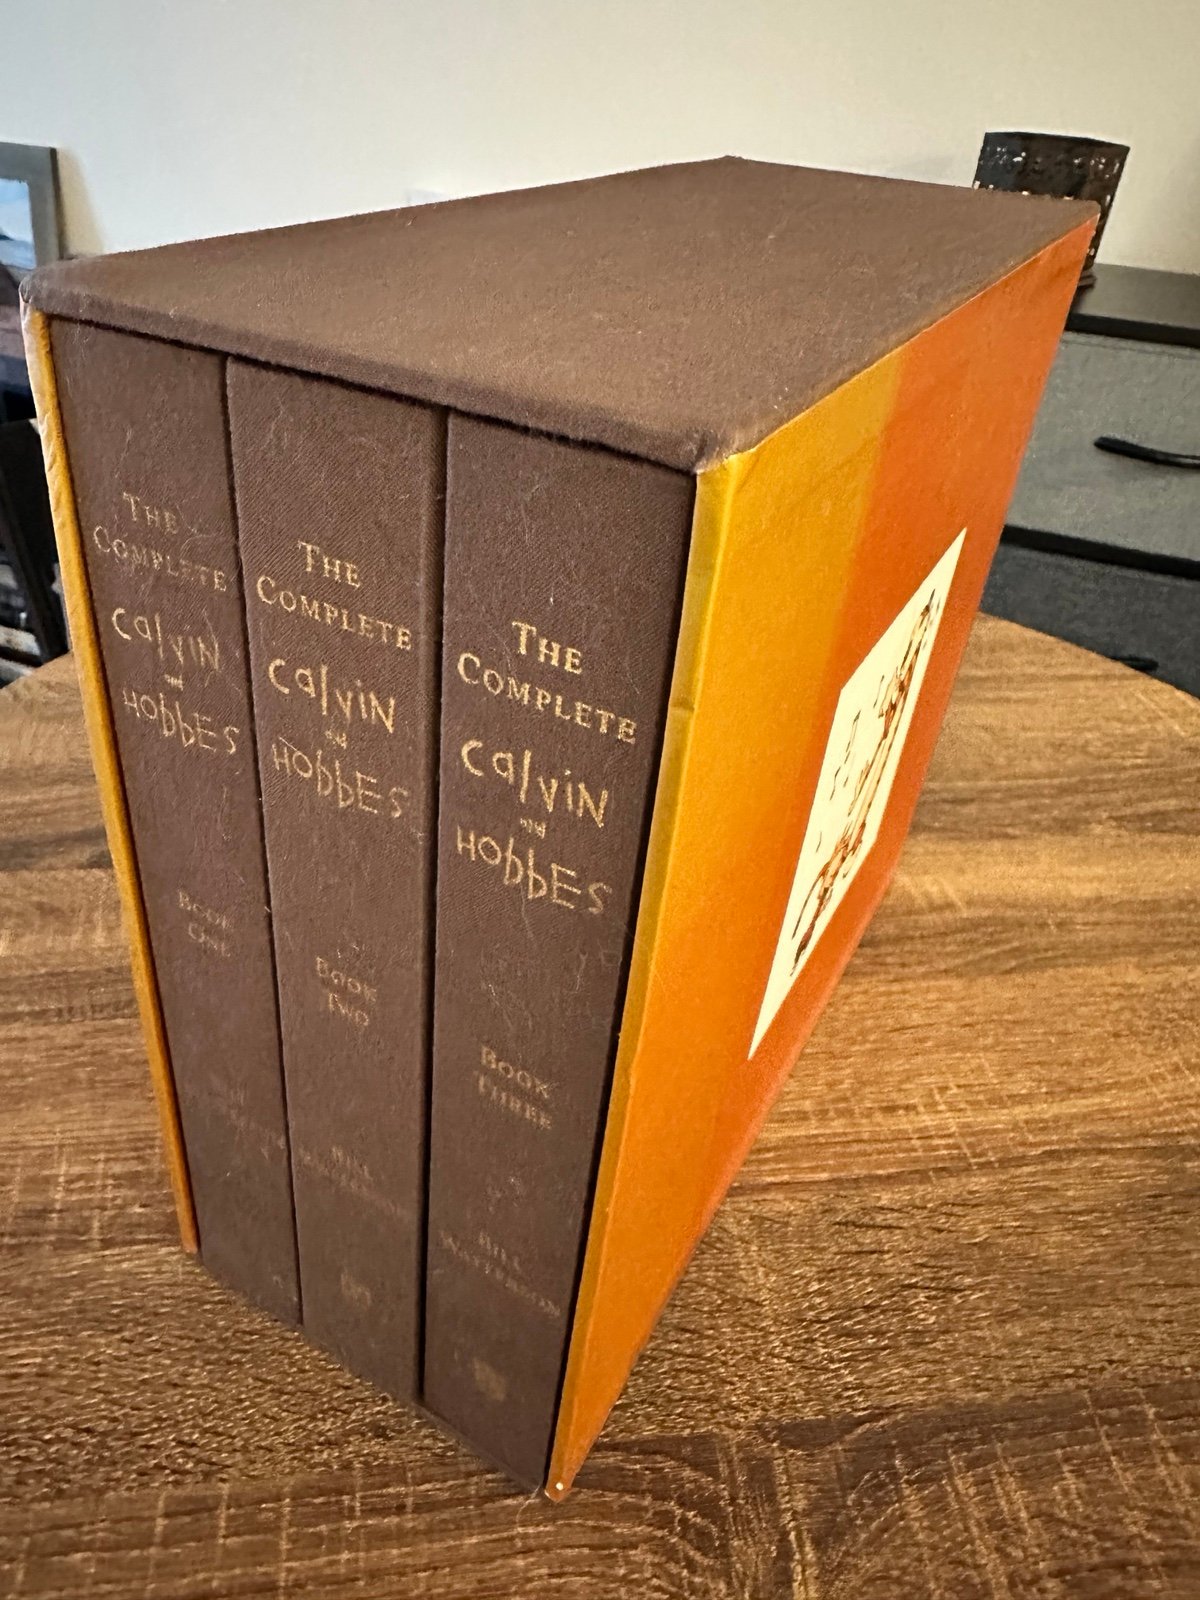 THE
COMPLETE
CalviN
and
HobbES
BOOK
ONE
THE
COMPLETE
CalviN
and
HobbES
BOOK
TWO
BILL
WATTERSON
THE
COMPLETE
CalviN
and
HobbES
BOOK
THREE
BILL
WATTERSON